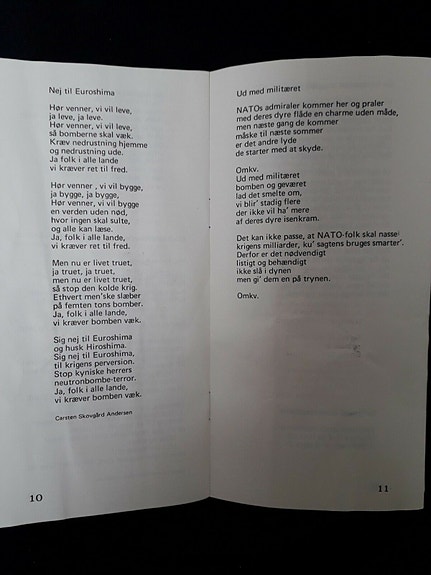 Nej til Euroshima
Hør venner, vi vil leve,
ja leve, ja leve.
Hør venner, vi vil leve,
så bomberne skal væk.
Kræv nedrustning hjemme
og nedrustning ude.
Ja folk i alle lande
vi kræver ret til fred.
Hør venner , vi vil bygge,
ja bygge, ja bygge,
Hør venner, vi vil bygge
en verden uden nød,
hvor ingen skal sulte,
og alle kan læse.
Ja, folk i alle lande,
vi kræver ret til fred.
Men nu er livet truet,
ja truet, ja truet,
men nu er livet truet,
så stop den kolde krig.
Ethvert men'ske slæber
på femten tons bomber.
Ja, folk i alle lande,
vi kræver bomben væk.
Sig nej til Euroshima
og husk Hiroshima.
Sig nej til Euroshima,
til krigens perversion.
Stop kyniske herrers
neutronbombe-terror.
Ja, folk i alle lande,
vi kræver bomben væk.
Carsten Skovgård Andersen
10
Ud med militæret
NATOs admiraler kommer her og praler
med deres dyre flåde en charme uden måde,
men næste gang de kommer
måske til næste sommer
er det andre lyde
de starter med at skyde.
Omkv.
Ud med militæret
bomben og geværet
lad det smelte om,
vi blir' stadig flere
der ikke vil ha' mere
af deres dyre isenkram.
Det kan ikke passe, at NATO-folk skal nasse
krigens milliarder, ku' sagtens bruges smarter'.
Derfor er det nødvendigt
listigt og behændigt
ikke slå i dynen
men gi' dem en på trynen.
Omkv.
11